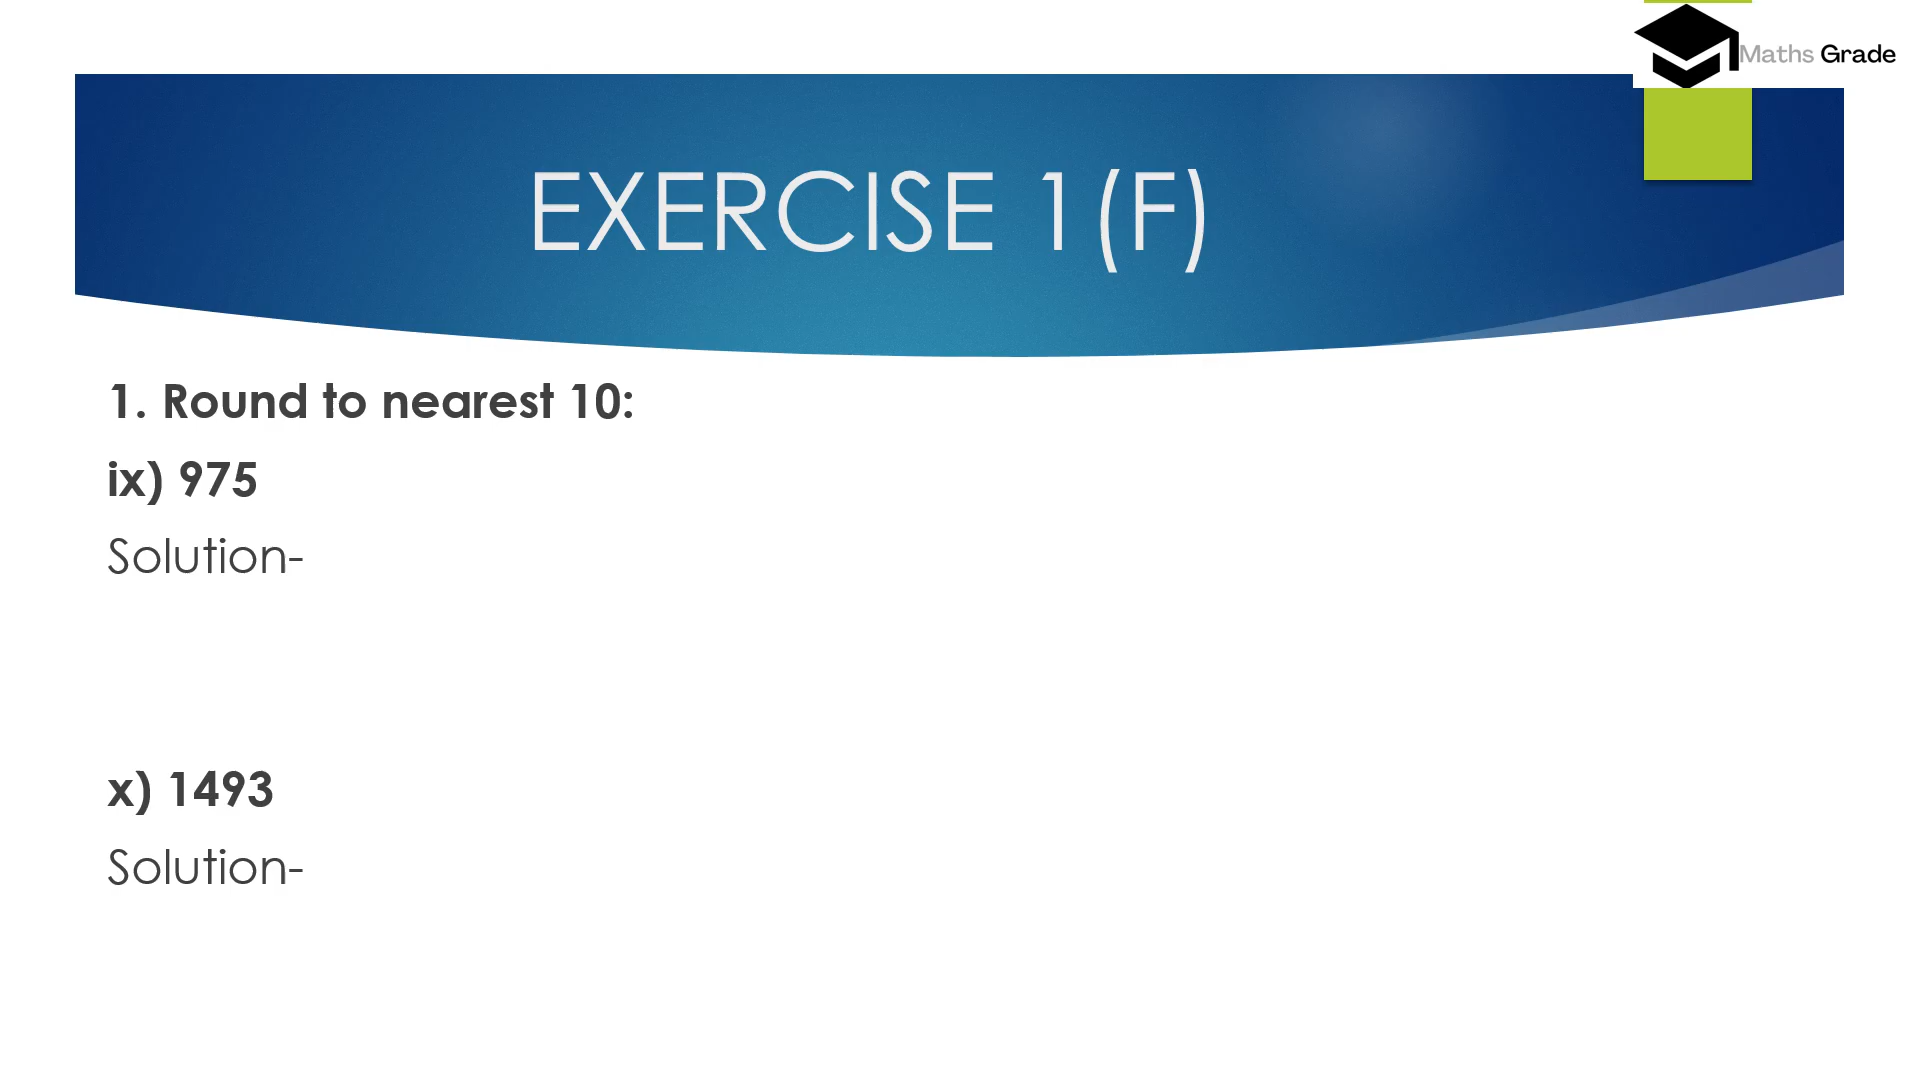 Maths Grade
EXERCISE 1(F)
1. Round to nearest 10:
ix) 975
Solution-
x) 1493
Solution-